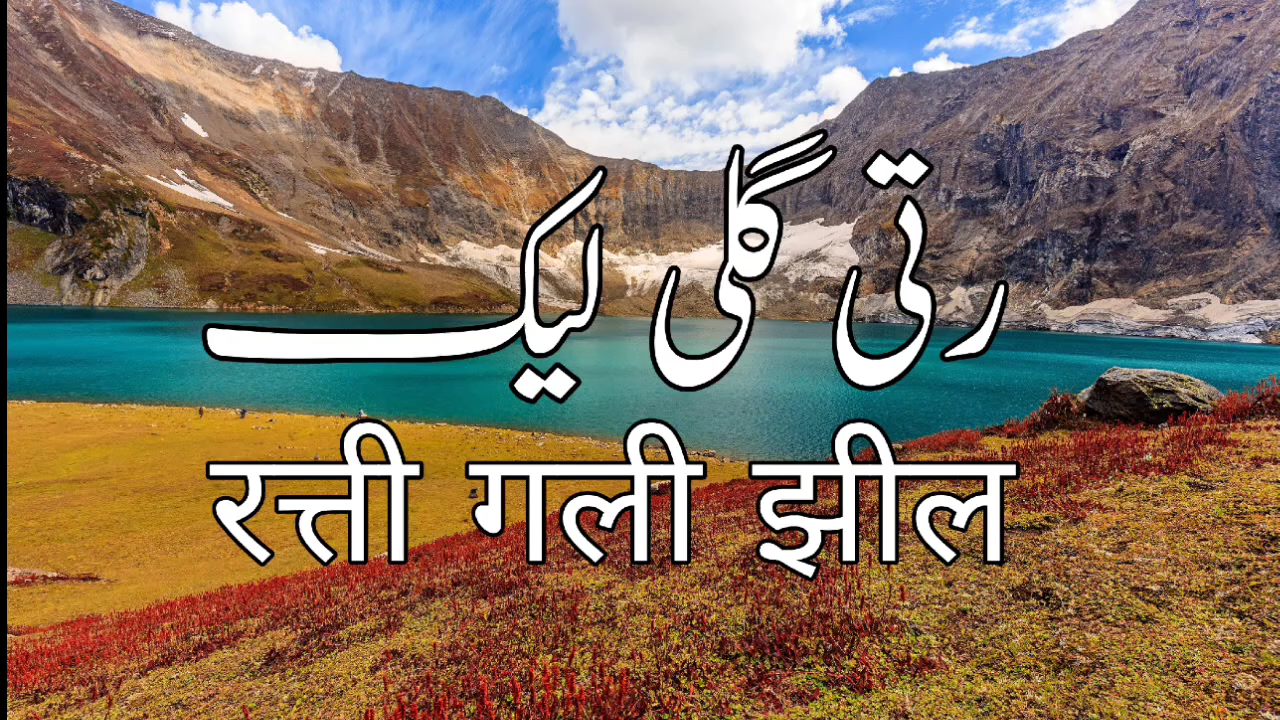 رتی گلی لیک
रत्ती गली झील